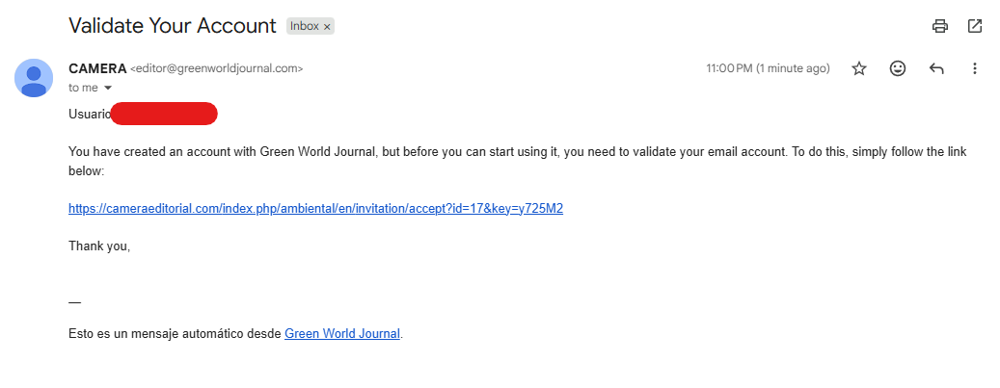 Validate Your Account Inbox ×
CAMERA <editor@greenworldjournal.com> 11:00 PM (1 minute ago)
to me
Usuario
You have created an account with Green World Journal, but before you can start using it, you need to validate your email account. To do this, simply follow the link
below:
https://cameraeditorial.com/index.php/ambiental/en/invitation/accept?id=17&key=y725M2
Thank you,
—
Esto es un mensaje automático desde Green World Journal.